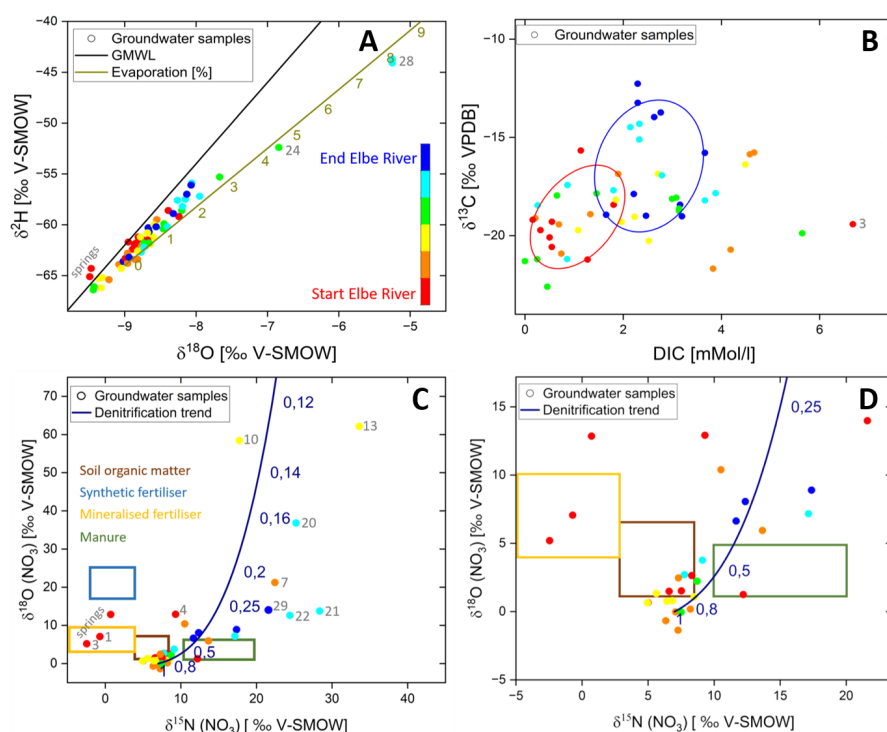 A
Groundwater samples
GMWL
Evaporation [%]
-40
-45
-50
-55
-60
-65
δ²H [‰ V-SMOW]
-9
-8
-7
-6
-5
δ¹⁸O [‰ V-SMOW]
9
8
7
6
5
4
3
2
1
0
28
24
springs
End Elbe River
Start Elbe River
B
Groundwater samples
-10
-15
-20
δ¹³C [‰ VPDB]
0
2
4
6
DIC [mMol/l]
3
C
Groundwater samples
Denitrification trend
Soil organic matter
Synthetic fertiliser
Mineralised fertiliser
Manure
70
60
50
40
30
20
10
0
-10
δ¹⁸O (NO₃) [‰ V-SMOW]
0
10
20
30
40
δ¹⁵N (NO₃) [ ‰ V-SMOW]
0,12
0,14
0,16
0,2
0,25
0,5
0,8
1
10
13
20
7
29
22
21
4
springs
1
3
D
Groundwater samples
Denitrification trend
15
10
5
0
-5
δ¹⁸O (NO₃) [‰ V-SMOW]
-5
0
5
10
15
20
δ¹⁵N (NO₃) [ ‰ V-SMOW]
0,25
0,5
0,8
1